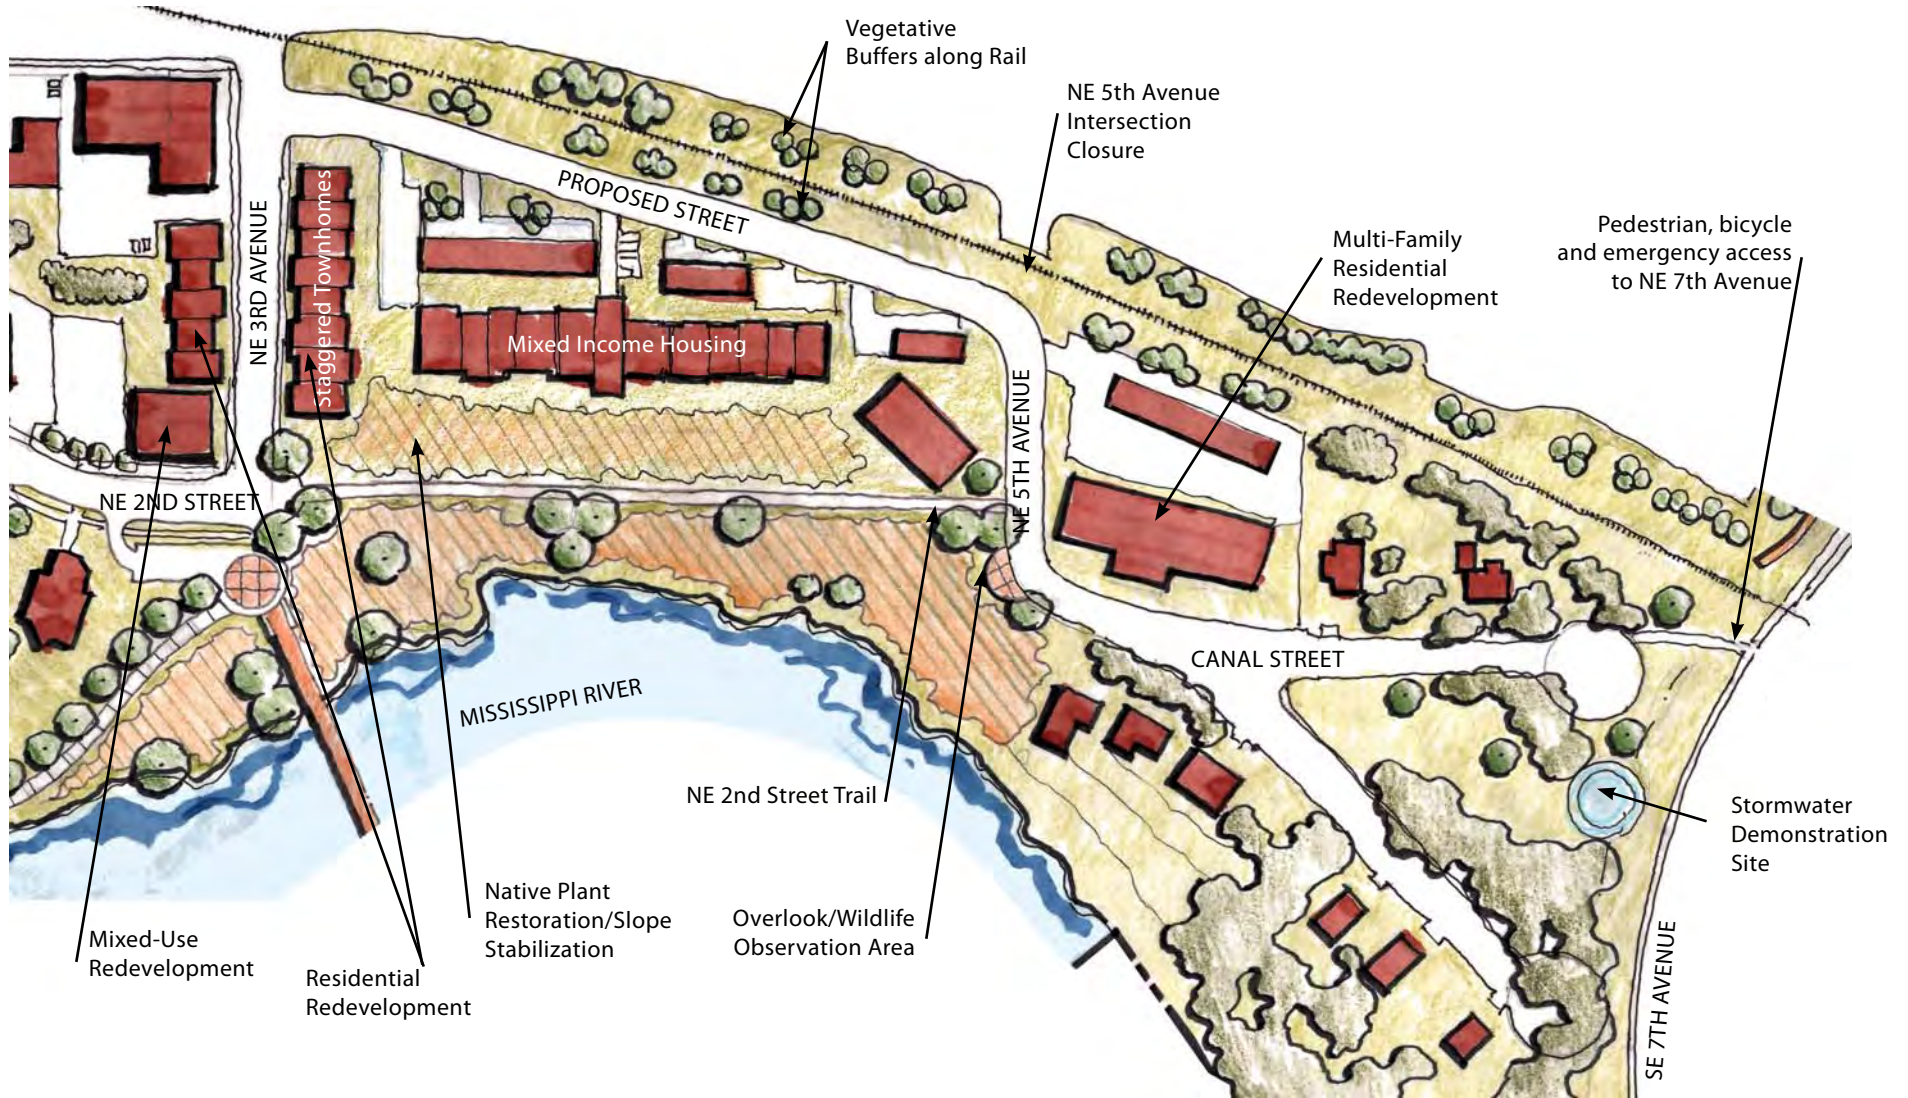 Vegetative
Buffers along Rail
NE 5th Avenue
Intersection
Closure
Pedestrian, bicycle
and emergency access
to NE 7th Avenue
Multi-Family
Residential
Redevelopment
PROPOSED STREET
NE 3RD AVENUE
Staggered Townhomes
Mixed Income Housing
NE 5TH AVENUE
NE 2ND STREET
CANAL STREET
MISSISSIPPI RIVER
NE 2nd Street Trail
Stormwater
Demonstration
Site
Native Plant
Restoration/Slope
Stabilization
Overlook/Wildlife
Observation Area
Mixed-Use
Redevelopment
Residential
Redevelopment
SE 7TH AVENUE